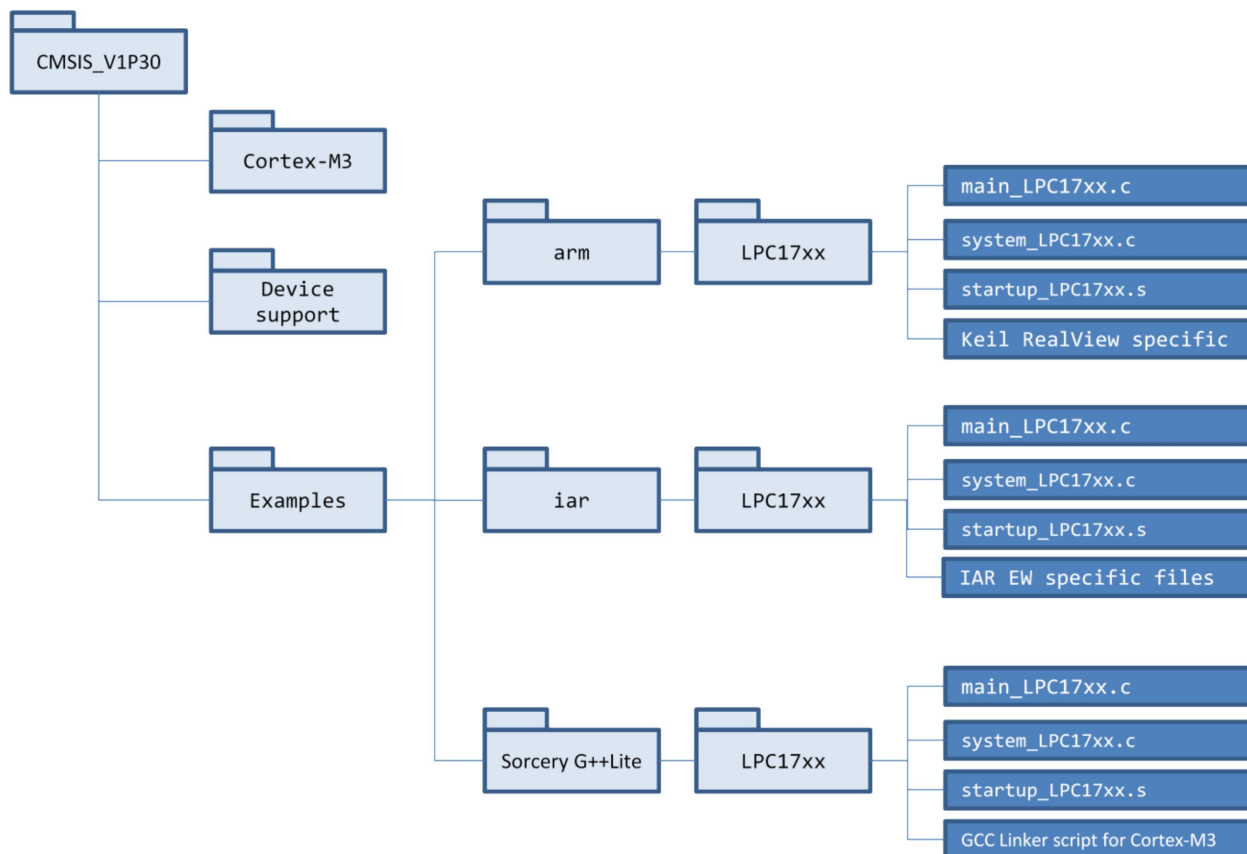 CMSIS_V1P30
Cortex-M3
Device
support
Examples
arm
LPC17xx
main_LPC17xx.c
system_LPC17xx.c
startup_LPC17xx.s
Keil RealView specific
iar
LPC17xx
main_LPC17xx.c
system_LPC17xx.c
startup_LPC17xx.s
IAR EW specific files
Sorcery G++Lite
LPC17xx
main_LPC17xx.c
system_LPC17xx.c
startup_LPC17xx.s
GCC Linker script for Cortex-M3